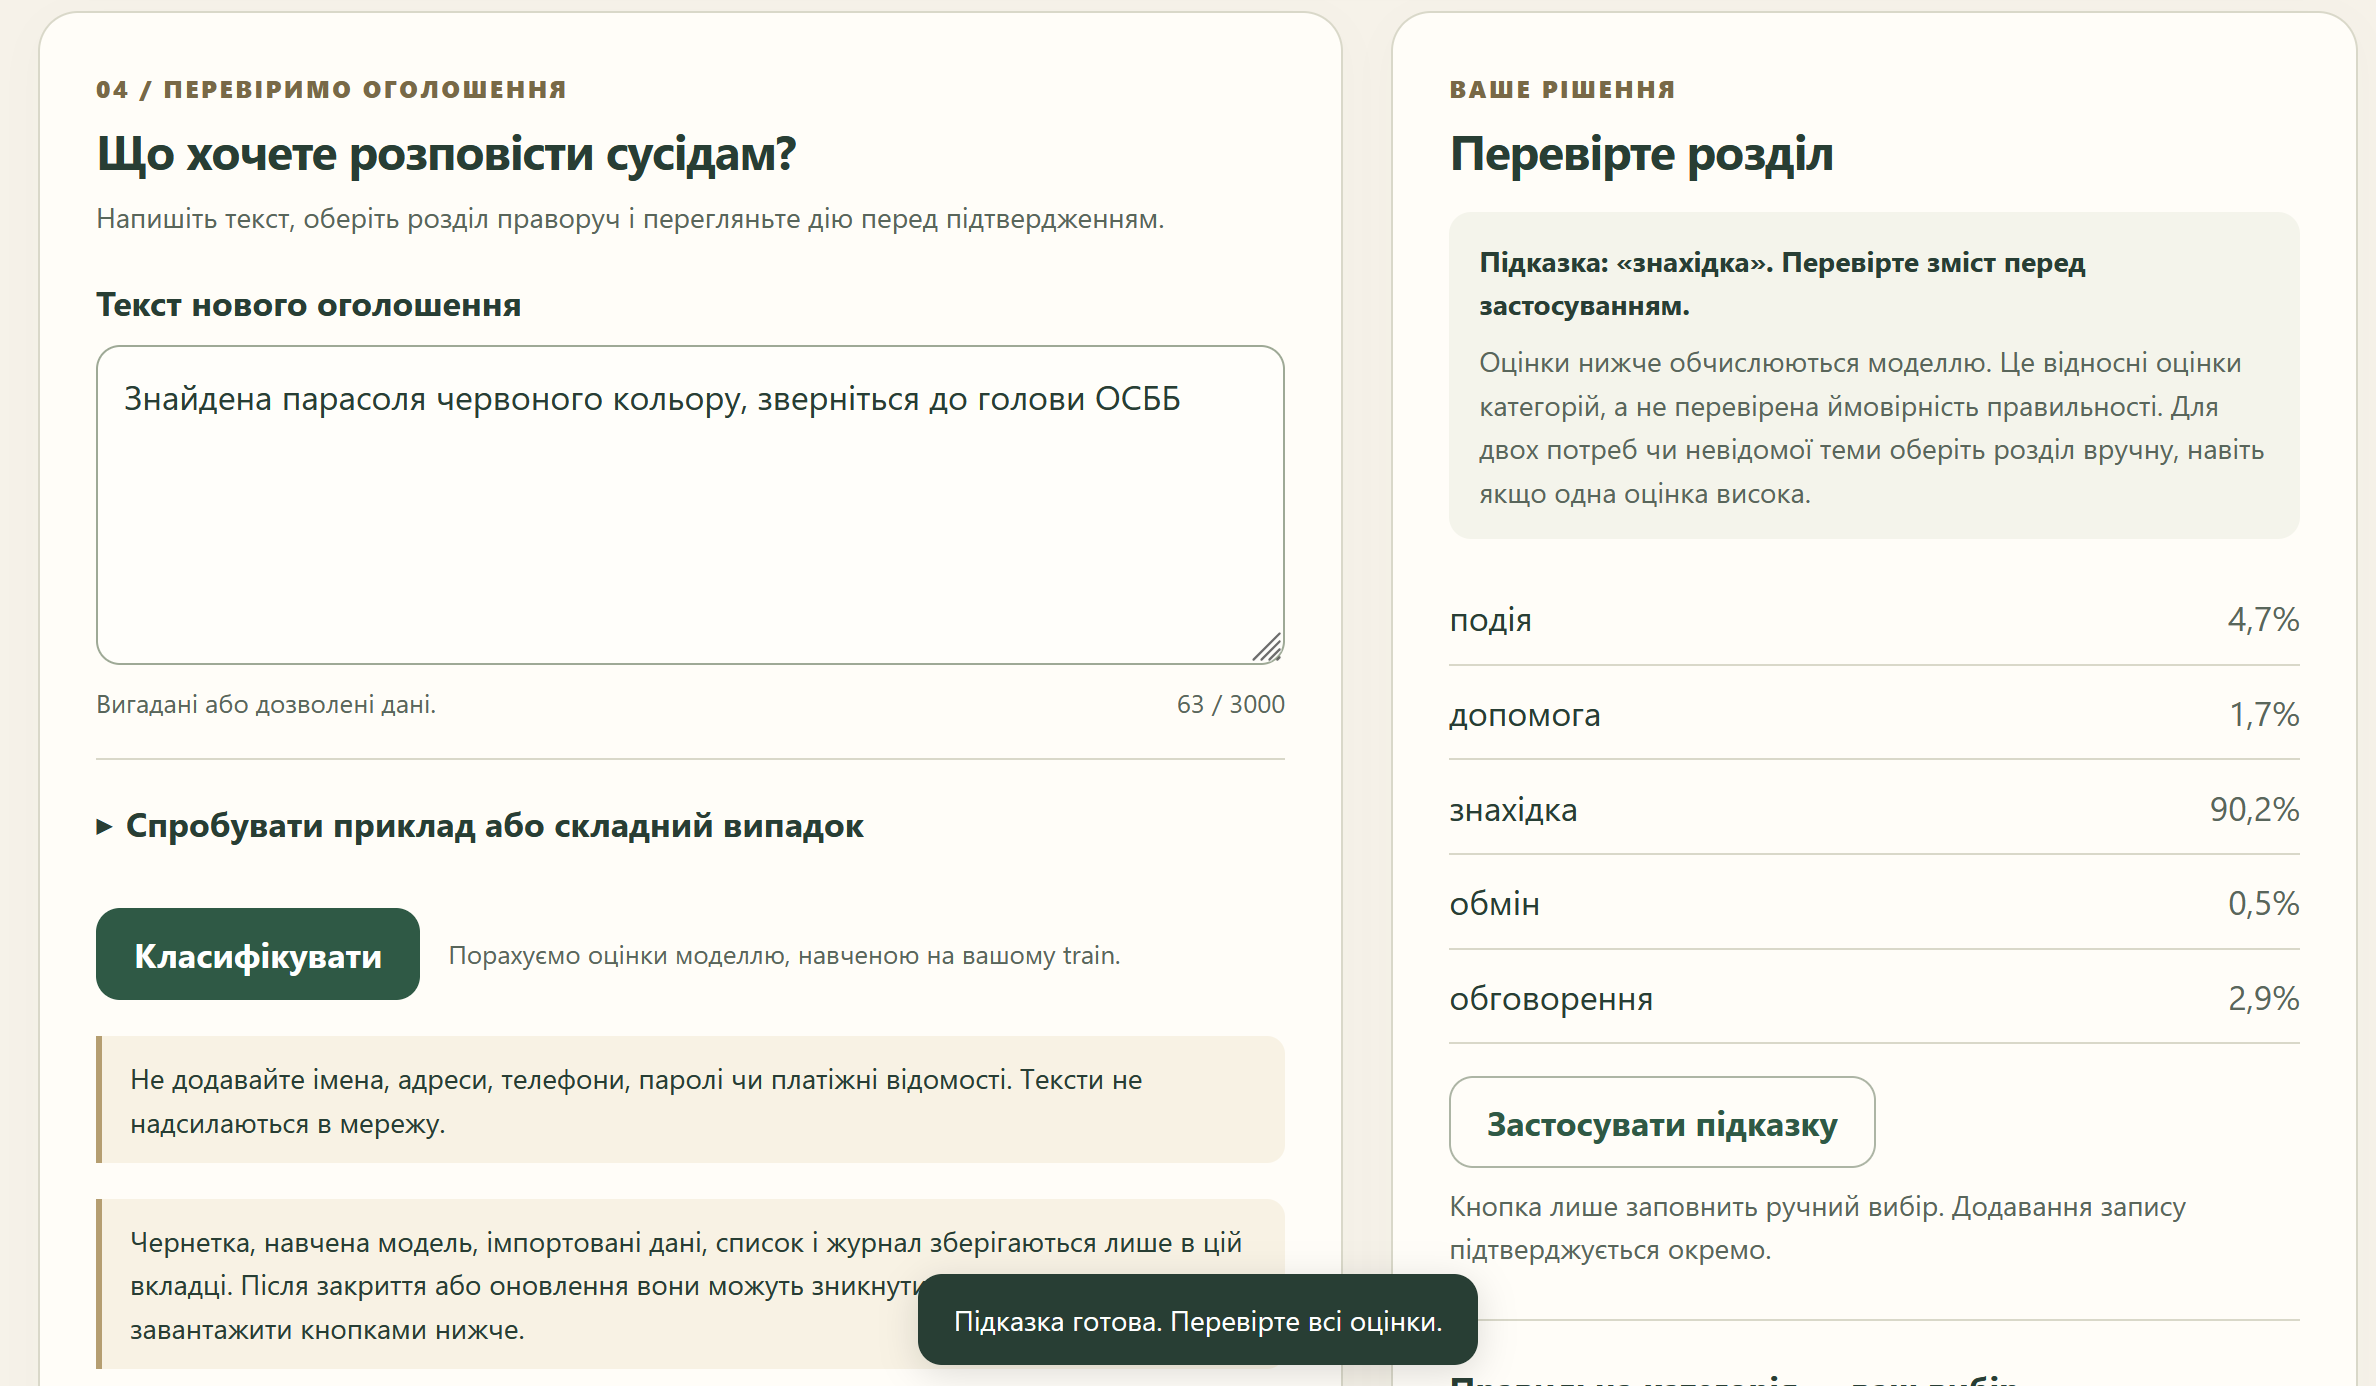 04 / ПЕРЕВІРИМО ОГОЛОШЕННЯ
Що хочете розповісти сусідам?
Напишіть текст, оберіть розділ праворуч і перегляньте дію перед підтвердженням.
Текст нового оголошення
Знайдена парасоля червоного кольору, зверніться до голови ОСББ
Вигадані або дозволені дані.
63 / 3000
▸ Спробувати приклад або складний випадок
Класифікувати
Порахуємо оцінки моделлю, навченою на вашому train.
Не додавайте імена, адреси, телефони, паролі чи платіжні відомості. Тексти не
надсилаються в мережу.
Чернетка, навчена модель, імпортовані дані, список і журнал зберігаються лише в цій
вкладці. Після закриття або оновлення вони можуть зникнути
завантажити кнопками нижче.
ВАШЕ РІШЕННЯ
Перевірте розділ
Підказка: «знахідка». Перевірте зміст перед
застосуванням.
Оцінки нижче обчислюються моделлю. Це відносні оцінки
категорій, а не перевірена ймовірність правильності. Для
двох потреб чи невідомої теми оберіть розділ вручну, навіть
якщо одна оцінка висока.
подія 4,7%
допомога 1,7%
знахідка 90,2%
обмін 0,5%
обговорення 2,9%
Застосувати підказку
Кнопка лише заповнить ручний вибір. Додавання запису
підтверджується окремо.
Підказка готова. Перевірте всі оцінки.